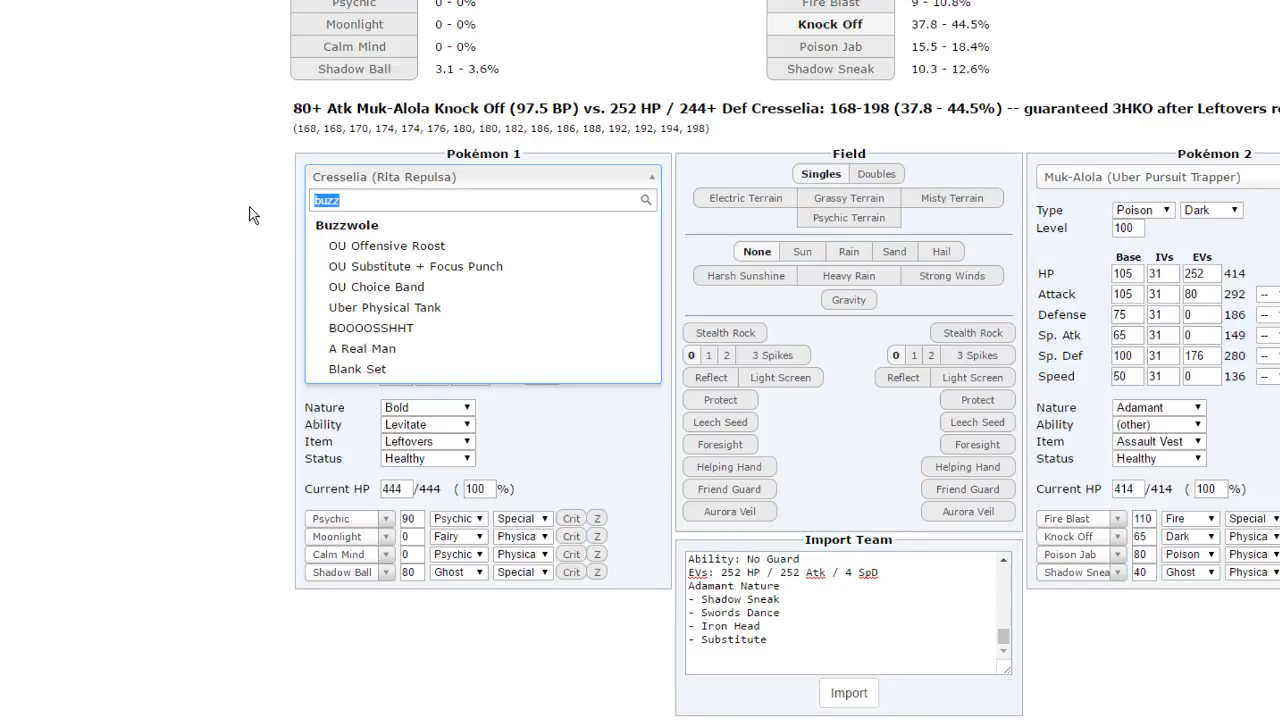 Psychic 0 - 0% Fire Blast 9 - 10.8%
Moonlight 0 - 0% Knock Off 37.8 - 44.5%
Calm Mind 0 - 0% Poison Jab 15.5 - 18.4%
Shadow Ball 3.1 - 3.6% Shadow Sneak 10.3 - 12.6%
80+ Atk Muk-Alola Knock Off (97.5 BP) vs. 252 HP / 244+ Def Cresselia: 168-198 (37.8 - 44.5%) -- guaranteed 3HKO after Leftovers re
(168, 168, 170, 174, 174, 176, 180, 180, 182, 186, 186, 188, 192, 192, 194, 198)
Pokémon 1
Cresselia (Rita Repulsa)
buzz
Buzzwole
OU Offensive Roost
OU Substitute + Focus Punch
OU Choice Band
Uber Physical Tank
BOOOOSSHHT
A Real Man
Blank Set
Nature Bold
Ability Levitate
Item Leftovers
Status Healthy
Current HP 444 /444 ( 100 %)
Psychic 90 Psychic Special Crit Z
Moonlight 0 Fairy Physica Crit Z
Calm Mind 0 Psychic Physica Crit Z
Shadow Ball 80 Ghost Special Crit Z
Field
Singles Doubles
Electric Terrain Grassy Terrain Misty Terrain
Psychic Terrain
None Sun Rain Sand Hail
Harsh Sunshine Heavy Rain Strong Winds
Gravity
Stealth Rock Stealth Rock
0 1 2 3 Spikes 0 1 2 3 Spikes
Reflect Light Screen Reflect Light Screen
Protect Protect
Leech Seed Leech Seed
Foresight Foresight
Helping Hand Helping Hand
Friend Guard Friend Guard
Aurora Veil Aurora Veil
Import Team
Ability: No Guard
EVs: 252 HP / 252 Atk / 4 SpD
Adamant Nature
- Shadow Sneak
- Swords Dance
- Iron Head
- Substitute
Import
Pokémon 2
Muk-Alola (Uber Pursuit Trapper)
Type Poison Dark
Level 100
Base IVs EVs
HP 105 31 252 414
Attack 105 31 80 292 --
Defense 75 31 0 186 --
Sp. Atk 65 31 0 149 --
Sp. Def 100 31 176 280 --
Speed 50 31 0 136 --
Nature Adamant
Ability (other)
Item Assault Vest
Status Healthy
Current HP 414 /414 ( 100 %)
Fire Blast 110 Fire Special
Knock Off 65 Dark Physica
Poison Jab 80 Poison Physica
Shadow Snea 40 Ghost Physica